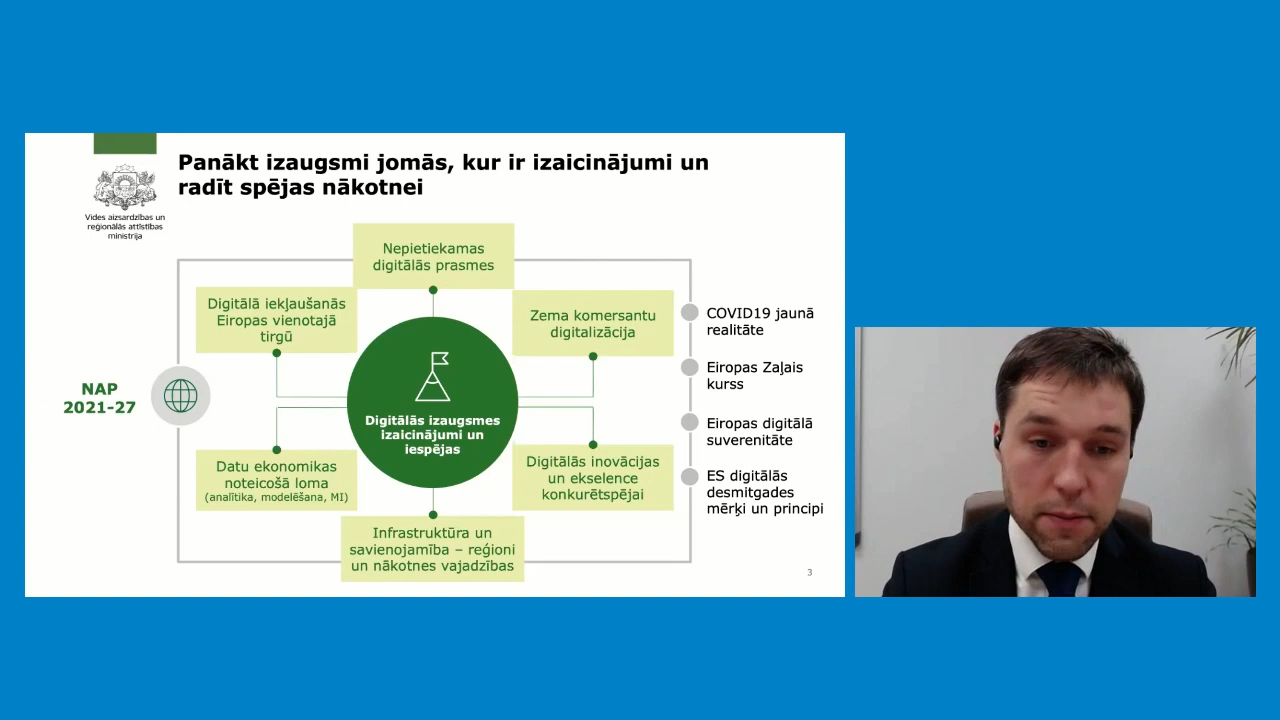 Panākt izaugsmi jomās, kur ir izaicinājumi un
radīt spējas nākotnei
Vides aizsardzības un
reģionālās attīstības
ministrija
Nepietiekamas
digitālās prasmes
Digitālā iekļaušanās
Eiropas vienotajā
tirgū
Zema komersantu
digitalizācija
NAP
2021-27
Digitālās izaugsmes
izaicinājumi un
iespējas
Datu ekonomikas
noteicošā loma
(analītika, modelēšana, MI)
Digitālās inovācijas
un ekselence
konkurētspējai
Infrastruktūra un
savienojamība – reģioni
un nākotnes vajadzības
COVID19 jaunā
realitāte
Eiropas Zaļais
kurss
Eiropas digitālā
suverenitāte
ES digitālās
desmitgades
mērķi un principi
3